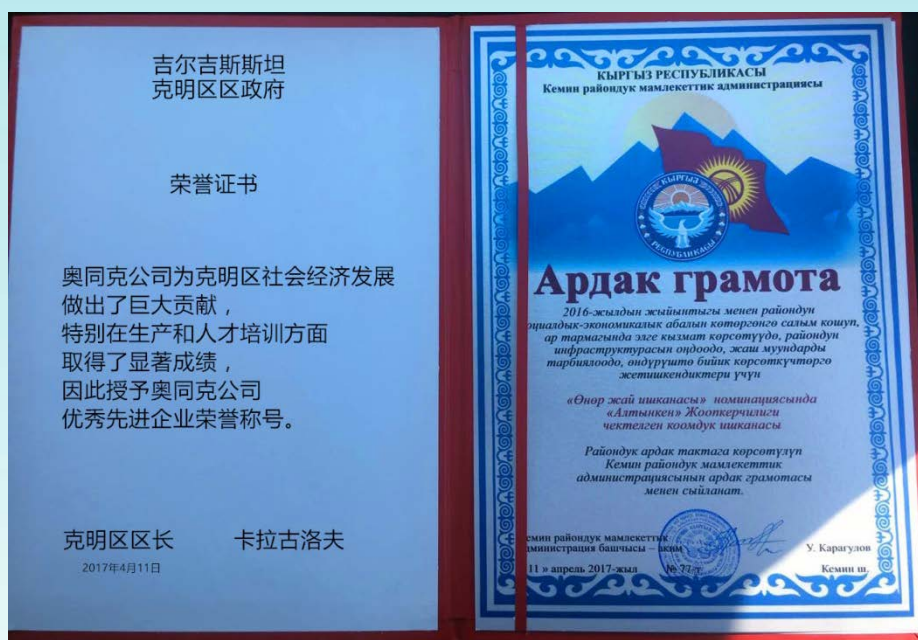 吉尔吉斯斯坦
克明区区政府
荣誉证书
奥同克公司为克明区社会经济发展
做出了巨大贡献，
特别在生产和人才培训方面
取得了显著成绩，
因此授予奥同克公司
优秀先进企业荣誉称号。
克明区区长 卡拉古洛夫
2017年4月11日
КЫРГЫЗ РЕСПУБЛИКАСЫ
Кемин райондук мамлекеттик администрациясы
КЫРГЫЗ
РЕСПУБЛИКАСЫ
Ардак грамота
2016-жылдын жыйынтыгы менен райондун
оциалдык-экономикалык абалын көтөргөнгө салым кошуп,
ар тармагында элге кызмат көрсөтүүдө, райондун
инфраструктурасын оңдоодо, жаш муундарды
тарбиялоодо, өндүрүштө бийик көрсөткүчтөргө
жетишкендиктери үчүн
«Өнөр жай ишканасы» номинациясында
«Алтынкен» Жоопкерчилиги
чектелген коомдук ишканасы
Райондук ардак тактага көрсөтүлүп
Кемин райондук мамлекеттик
администрациясынын ардак грамотасы
менен сыйланат.
емин райондук мамлекеттик
дминистрация башчысы – аким У. Карагулов
11 » апрель 2017-жыл № 77-т. Кемин ш.